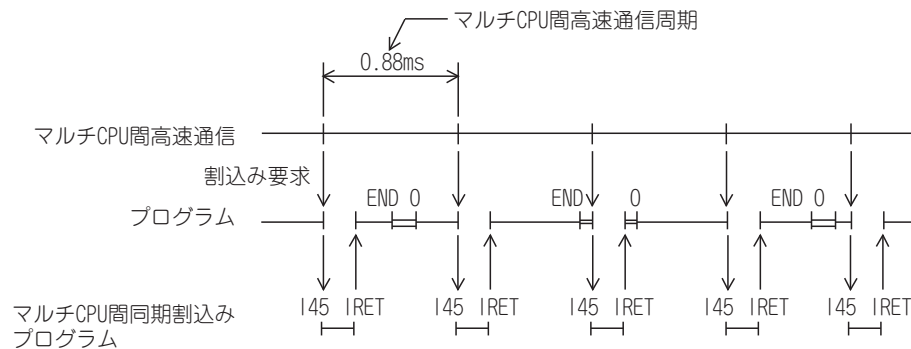 マルチCPU間高速通信周期
0.88ms
マルチCPU間高速通信
割込み要求
END 0 END 0 END 0
プログラム
I45 IRET I45 IRET I45 IRET I45 IRET I45 IRET
マルチCPU間同期割込み
プログラム